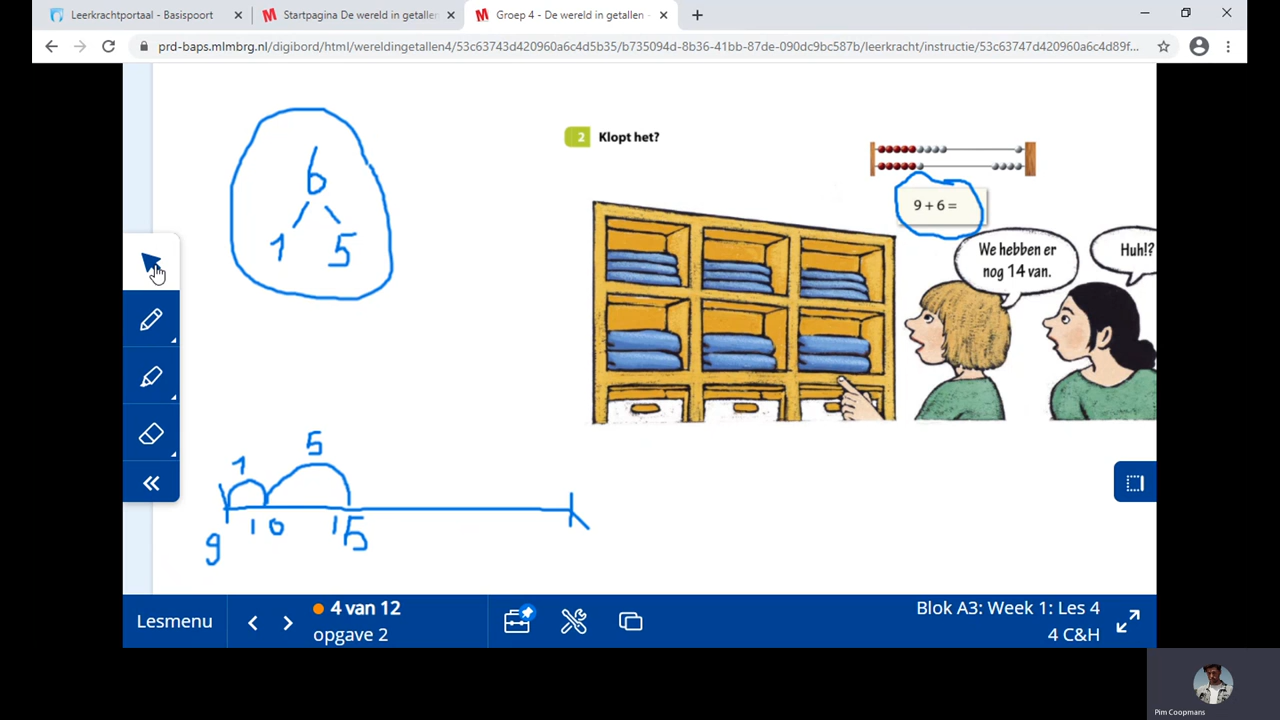 Leerkrachtportaal - Basispoort
Startpagina De wereld in getallen
Groep 4 - De wereld in getallen -
prd-baps.mlmbrg.nl/digibord/html/wereldingetallen4/53c63743d420960a6c4d5b35/b735094d-8b36-41bb-87de-090dc9bc587b/leerkracht/instructie/53c63747d420960a6c4d89f...
6
1 5
2 Klopt het?
9 + 6 =
We hebben er
nog 14 van.
Huh!?
1 5
9 10 15
Lesmenu
4 van 12
opgave 2
Blok A3: Week 1: Les 4
4 C&H
Pim Coopmans